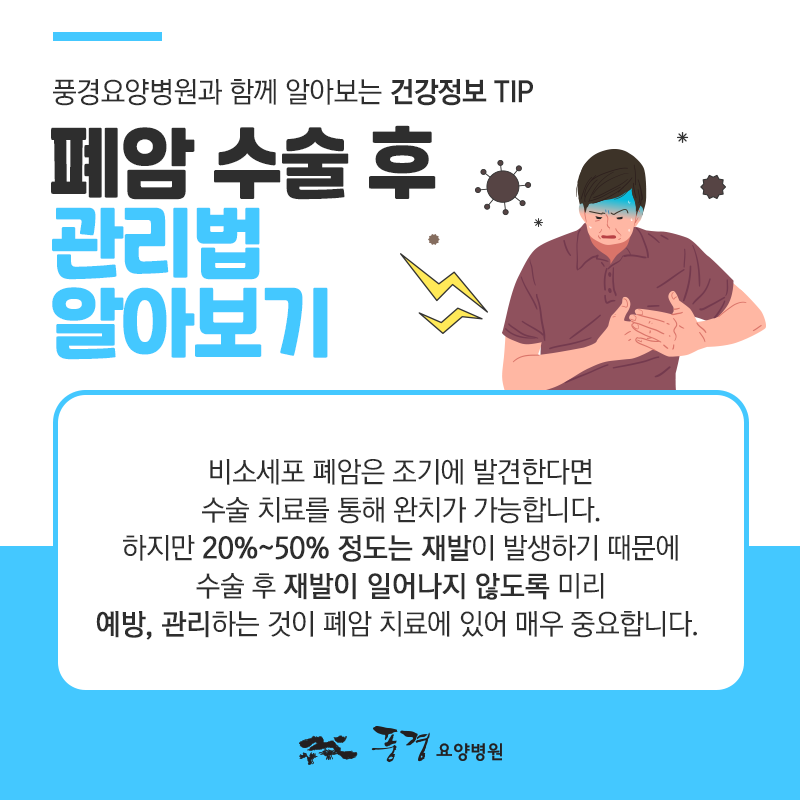 풍경요양병원과 함께 알아보는 건강정보 TIP
폐암 수술 후
관리법
알아보기
비소세포 폐암은 조기에 발견한다면
수술 치료를 통해 완치가 가능합니다.
하지만 20%~50% 정도는 재발이 발생하기 때문에
수술 후 재발이 일어나지 않도록 미리
예방, 관리하는 것이 폐암 치료에 있어 매우 중요합니다.
풍경 요양병원